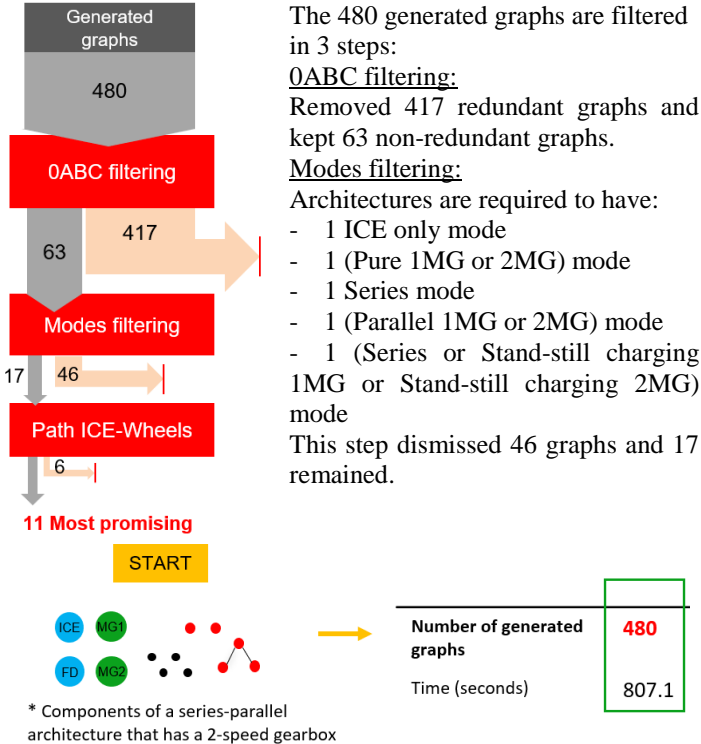 Generated
graphs
480
0ABC filtering
63
417
Modes filtering
17
46
Path ICE-Wheels
6
11 Most promising
The 480 generated graphs are filtered
in 3 steps:
0ABC filtering:
Removed 417 redundant graphs and
kept 63 non-redundant graphs.
Modes filtering:
Architectures are required to have:
- 1 ICE only mode
- 1 (Pure 1MG or 2MG) mode
- 1 Series mode
- 1 (Parallel 1MG or 2MG) mode
- 1 (Series or Stand-still charging
1MG or Stand-still charging 2MG)
mode
This step dismissed 46 graphs and 17
remained.
START
ICE MG1
FD MG2
* Components of a series-parallel
architecture that has a 2-speed gearbox
Number of generated 480
graphs
Time (seconds) 807.1